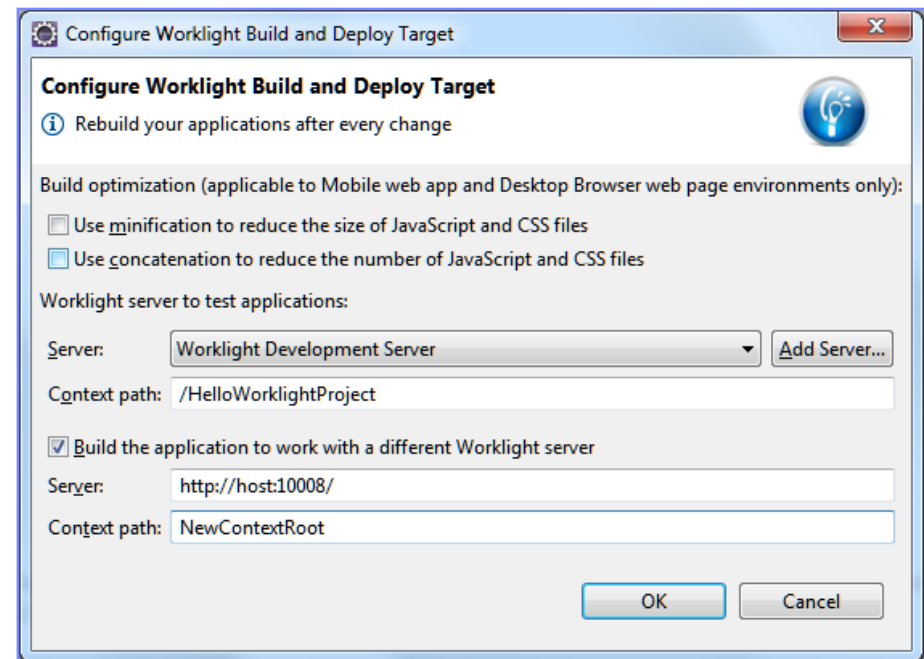 Configure Worklight Build and Deploy Target
Configure Worklight Build and Deploy Target
Rebuild your applications after every change
Build optimization (applicable to Mobile web app and Desktop Browser web page environments only):
Use minification to reduce the size of JavaScript and CSS files
Use concatenation to reduce the number of JavaScript and CSS files
Worklight server to test applications:
Server: Worklight Development Server Add Server...
Context path: /HelloWorklightProject
Build the application to work with a different Worklight server
Server: http://host:10008/
Context path: NewContextRoot
OK Cancel